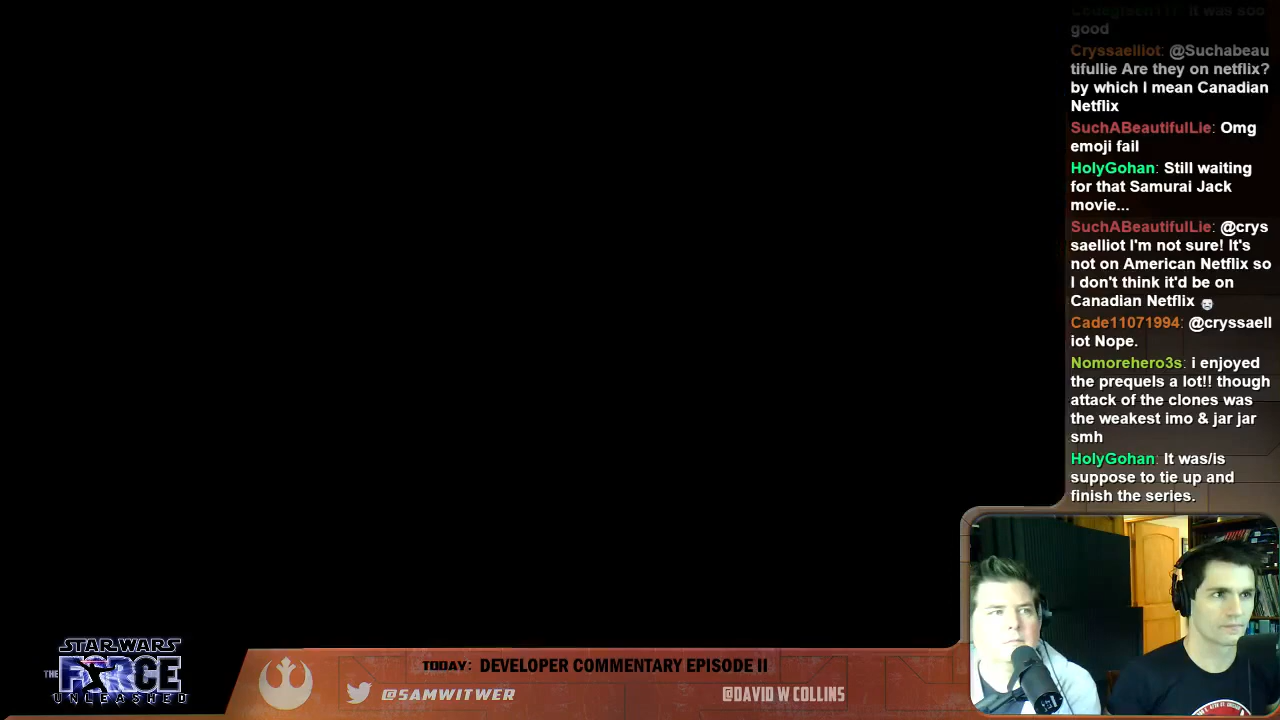 it was soo
good
Cryssaelliot: @Suchabeau
tifullie Are they on netflix?
by which I mean Canadian
Netflix
SuchABeautifulLie: Omg
emoji fail
HolyGohan: Still waiting
for that Samurai Jack
movie...
SuchABeautifulLie: @crys
saelliot I'm not sure! It's
not on American Netflix so
I don't think it'd be on
Canadian Netflix
Cade11071994: @cryssaell
iot Nope.
Nomorehero3s: i enjoyed
the prequels a lot!! though
attack of the clones was
the weakest imo & jar jar
smh
HolyGohan: It was/is
suppose to tie up and
finish the series.
STAR WARS
THE FORCE
UNLEASHED
TODAY: DEVELOPER COMMENTARY EPISODE II
@SAMWITWER
@DAVID W COLLINS